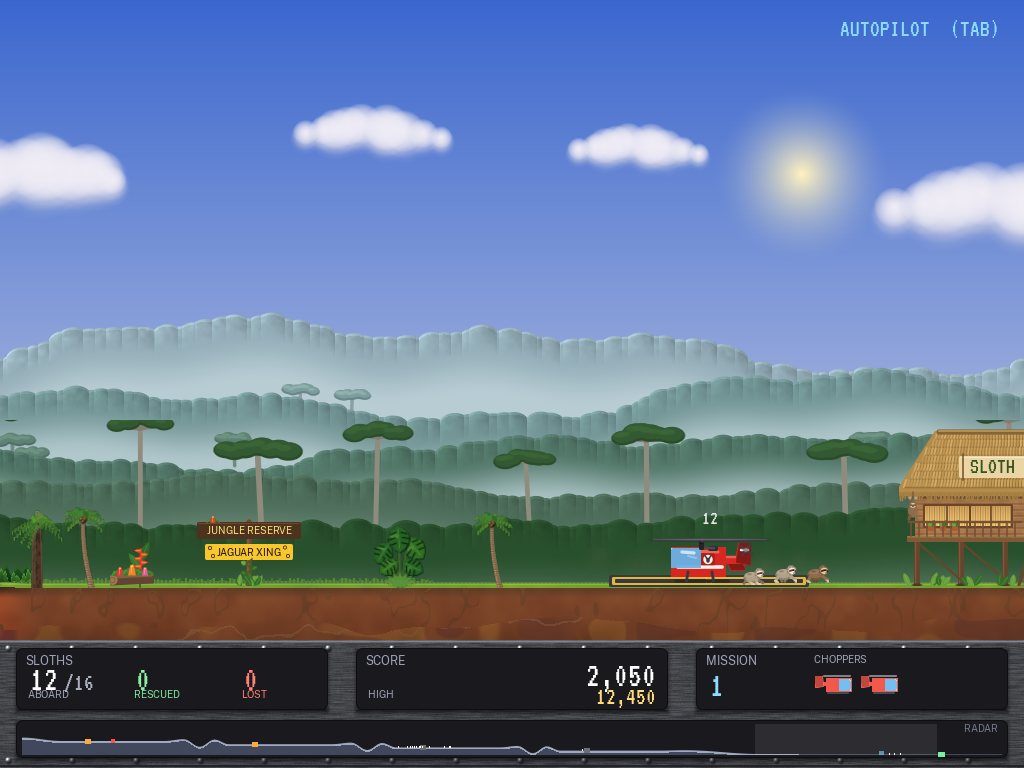 AUTOPILOT (TAB)
SLOTH
12
JUNGLE RESERVE
JAGUAR XING
SLOTHS
12 /16
ABOARD
0
RESCUED
0
LOST
SCORE
2,050
HIGH
12,450
MISSION
1
CHOPPERS
RADAR